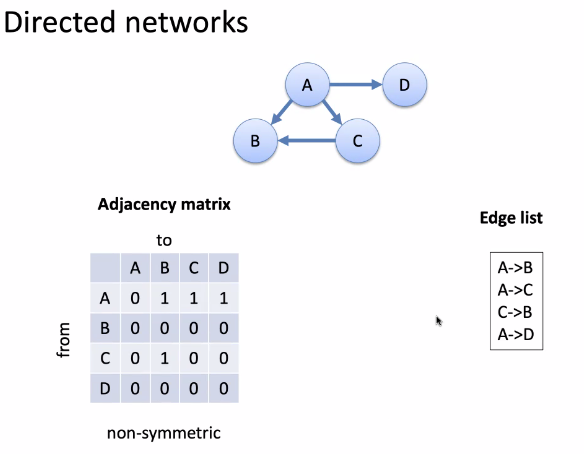 Directed networks
A
D
B
C
Adjacency matrix
to
A B C D
A 0 1 1 1
B 0 0 0 0
C 0 1 0 0
D 0 0 0 0
from
non-symmetric
Edge list
A->B
A->C
C->B
A->D